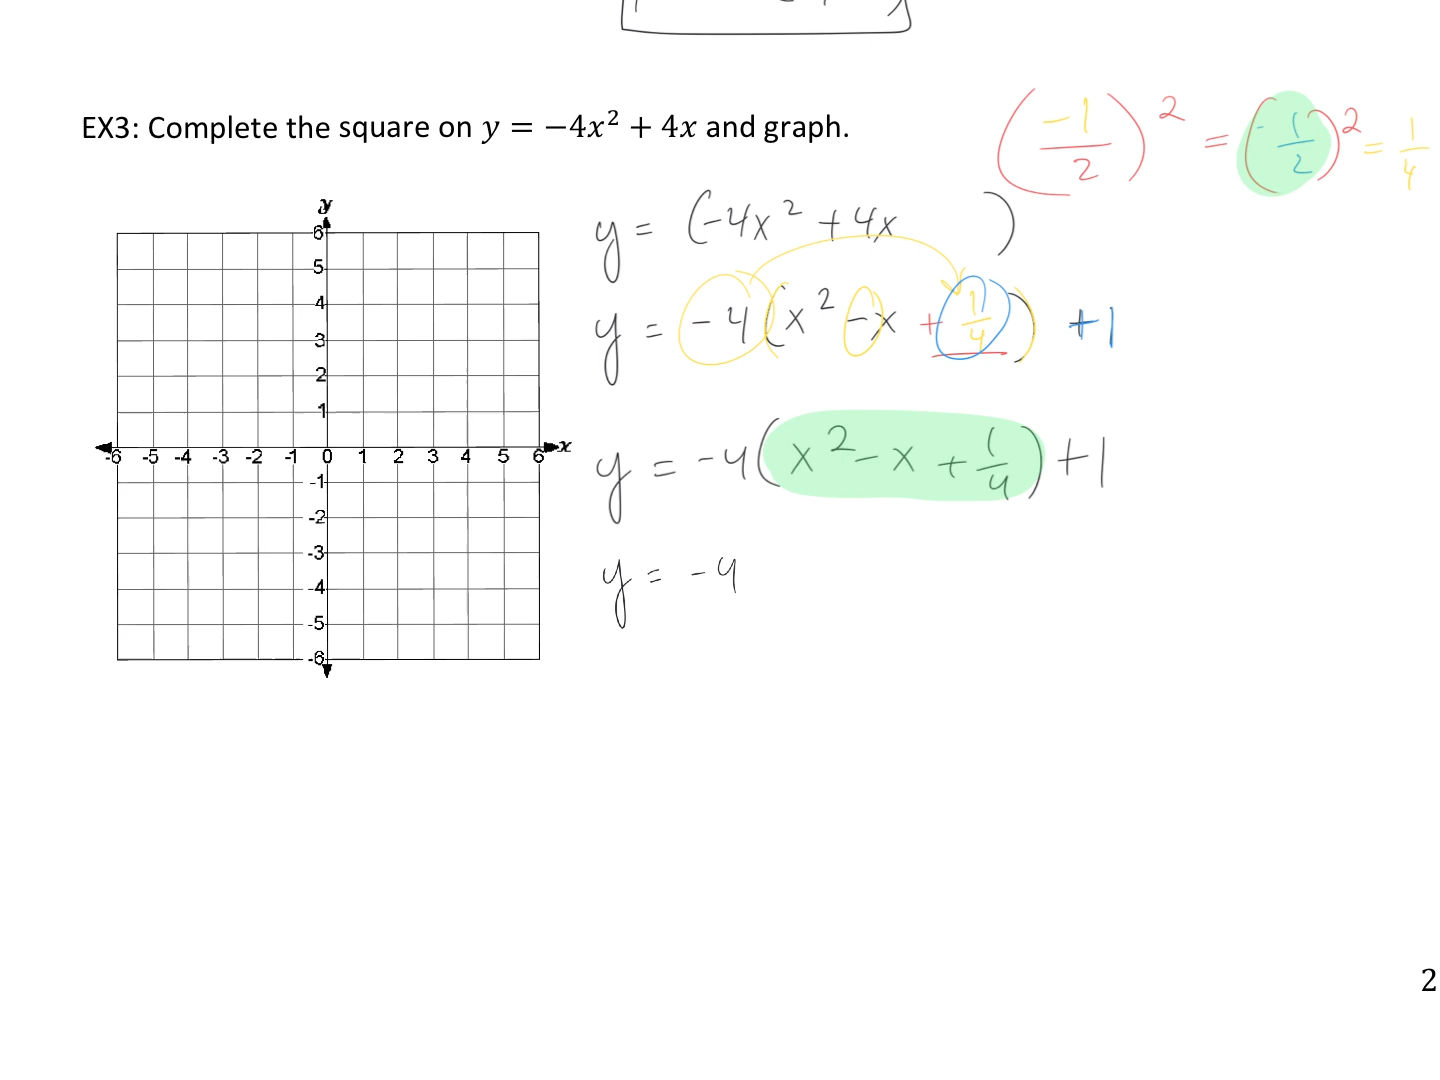 EX3: Complete the square on y = −4x² + 4x and graph.
(-1/2)² = (-1/2)² = 1/4
y = (-4x² + 4x )
y = -4(x² - x + 1/4) + 1
y = -4(x² - x + 1/4) + 1
y = -4
y
6
5
4
3
2
1
-6 -5 -4 -3 -2 -1 0 1 2 3 4 5 6 x
-1
-2
-3
-4
-5
-6
2